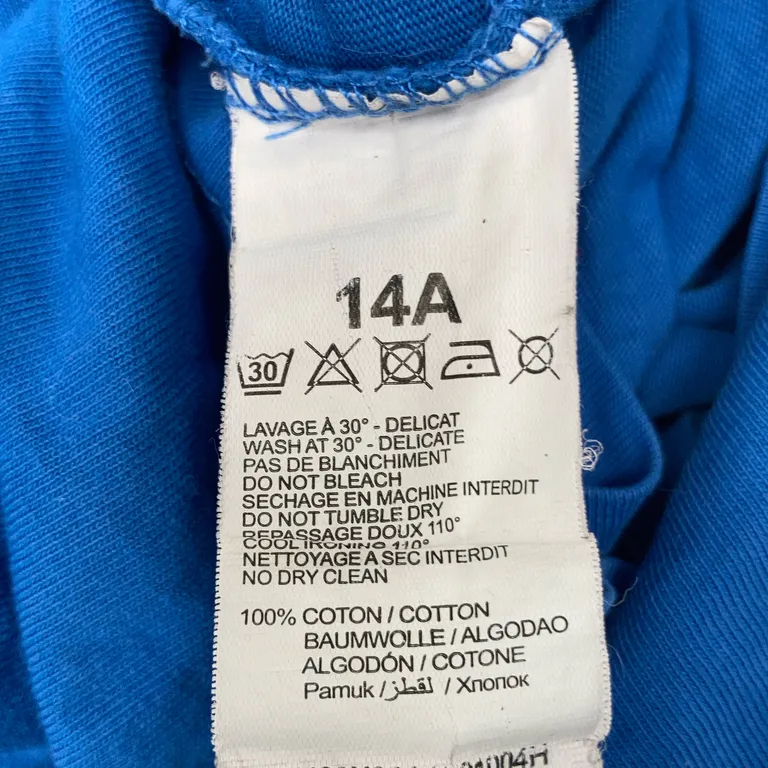 14A
30
LAVAGE À 30° - DELICAT
WASH AT 30° - DELICATE
PAS DE BLANCHIMENT
DO NOT BLEACH
SECHAGE EN MACHINE INTERDIT
DO NOT TUMBLE DRY
REPASSAGE DOUX 110°
COOL IRONING 110°
NETTOYAGE A SEC INTERDIT
NO DRY CLEAN
100% COTON / COTTON
BAUMWOLLE / ALGODAO
ALGODÓN / COTONE
Pamuk / لقطز / Хлопок